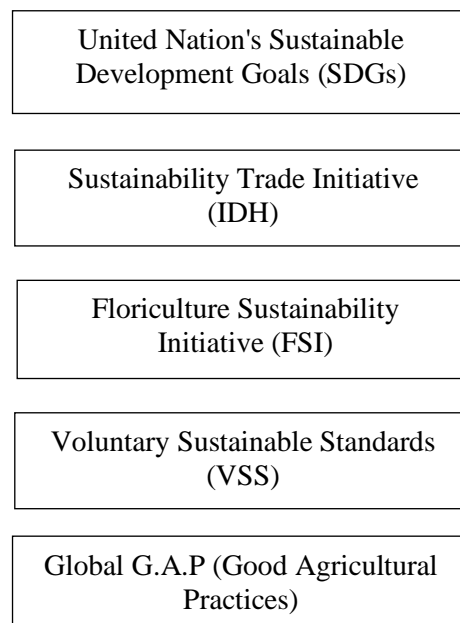 United Nation's Sustainable
Development Goals (SDGs)
Sustainability Trade Initiative
(IDH)
Floriculture Sustainability
Initiative (FSI)
Voluntary Sustainable Standards
(VSS)
Global G.A.P (Good Agricultural
Practices)